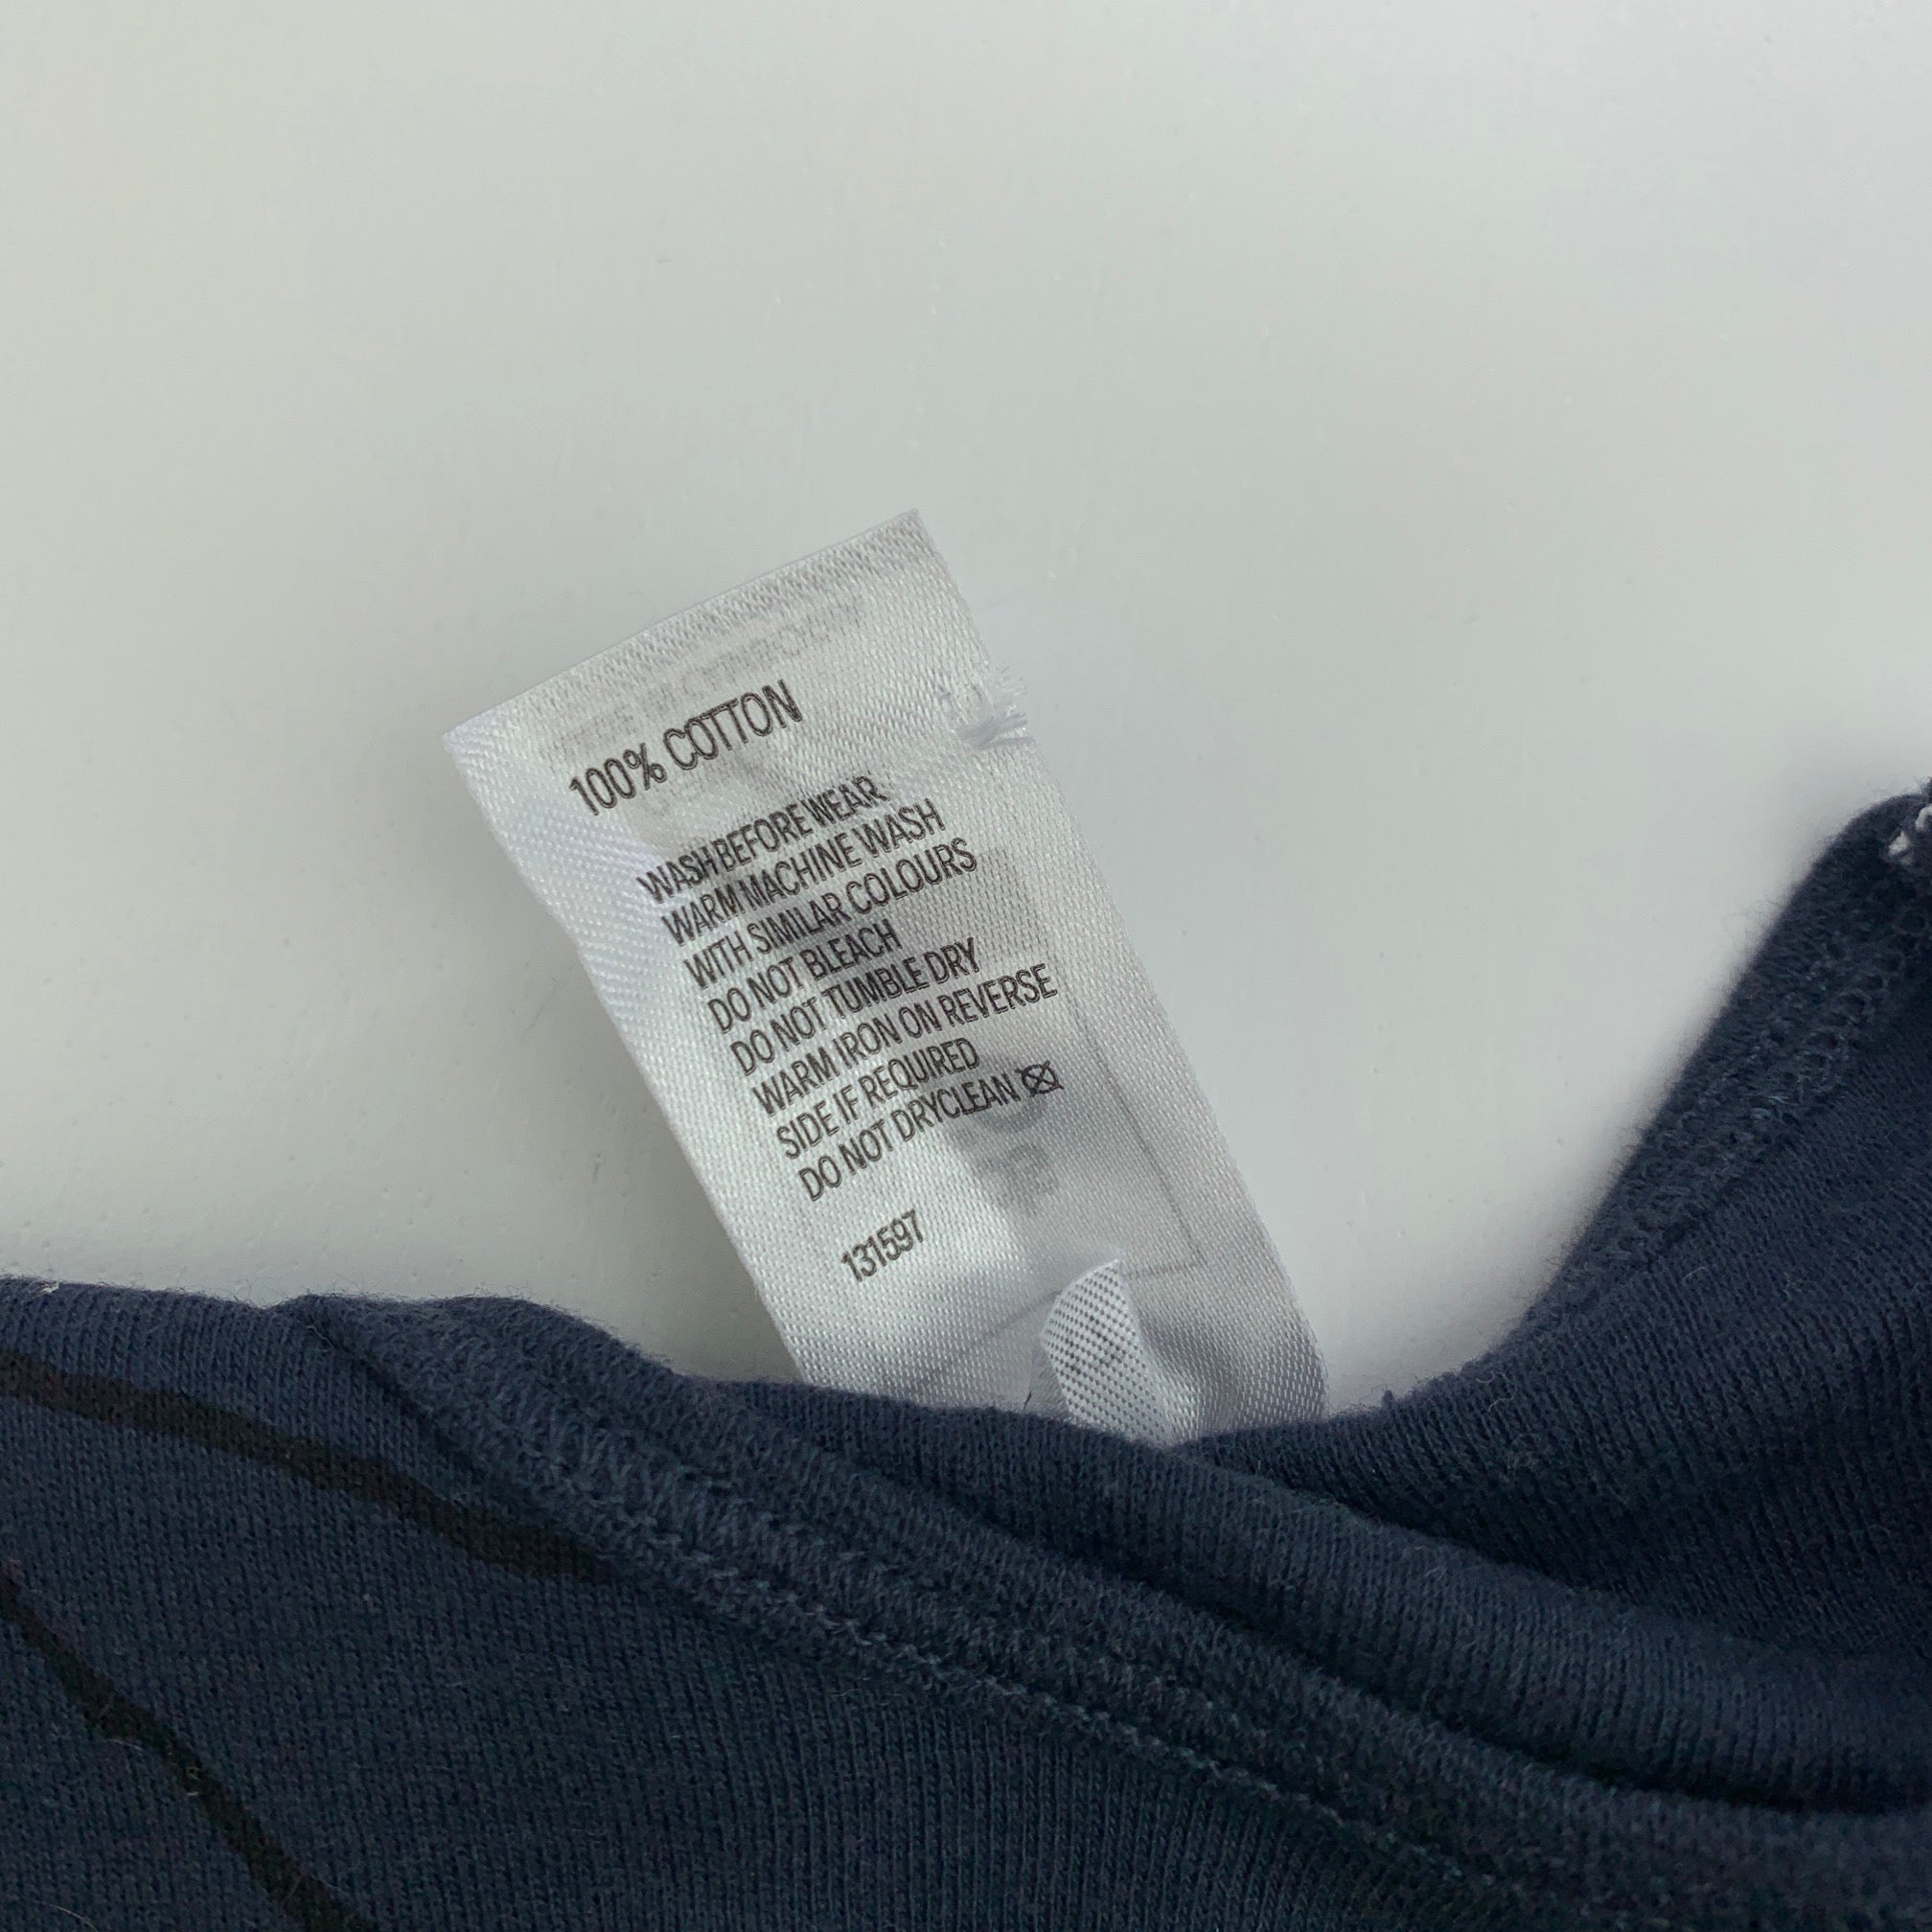 100% COTTON
WASH BEFORE WEAR
WARM MACHINE WASH
WITH SIMILAR COLOURS
DO NOT BLEACH
DO NOT TUMBLE DRY
WARM IRON ON REVERSE
SIDE IF REQUIRED
DO NOT DRYCLEAN
131597